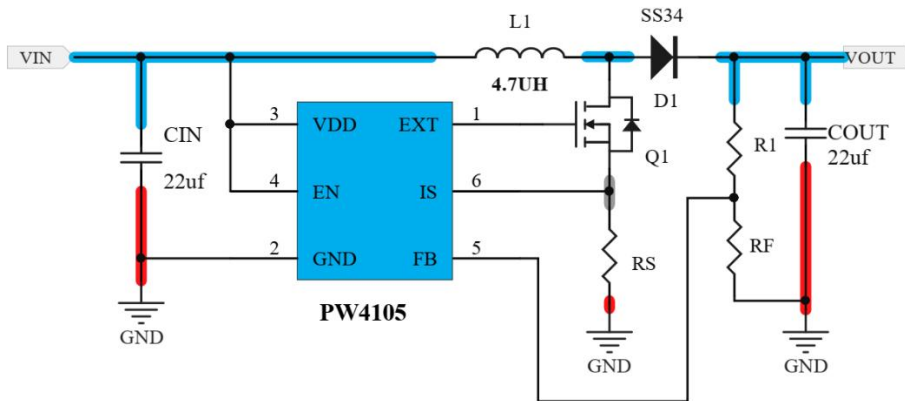 L1
SS34
VIN
VOUT
4.7UH
D1
CIN
22uf
3
VDD
EXT
1
Q1
R1
COUT
22uf
4
EN
IS
6
2
GND
FB
5
RS
RF
PW4105
GND
GND
GND